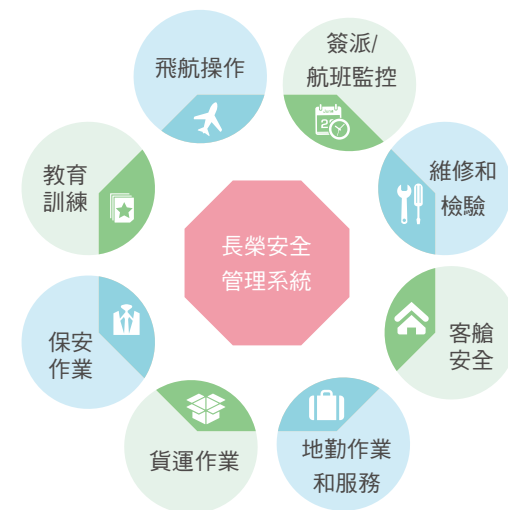 飛航操作
簽派/
航班監控
維修和
檢驗
客艙
安全
地勤作業
和服務
貨運作業
保安
作業
教育
訓練
長榮安全
管理系統